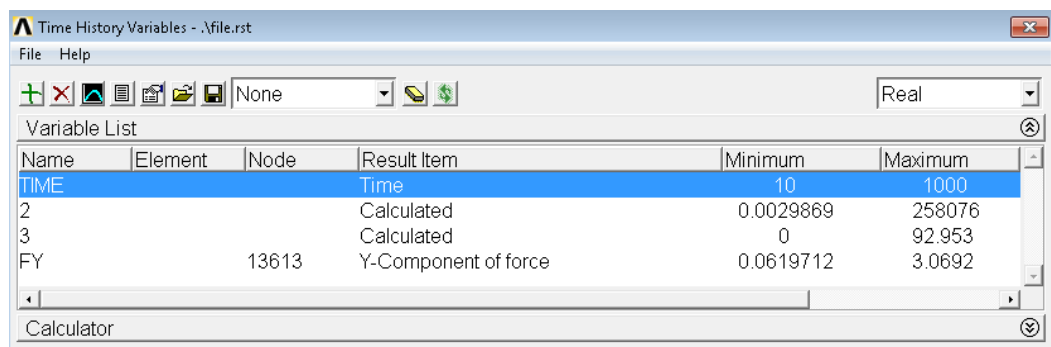 Time History Variables - .\file.rst
File Help
None Real
Variable List
Name Element Node Result Item Minimum Maximum
TIME Time 10 1000
2 Calculated 0.0029869 258076
3 Calculated 0 92.953
FY 13613 Y-Component of force 0.0619712 3.0692
Calculator